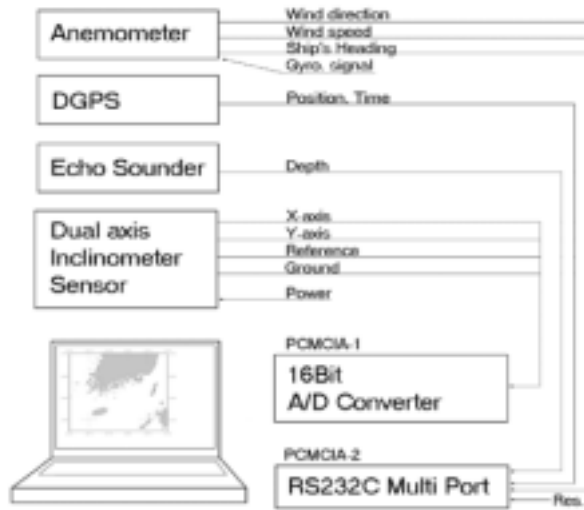 Anemometer
Wind direction
Wind speed
Ship's Heading
Gyro. signal
DGPS
Position. Time
Echo Sounder
Depth
Dual axis
Inclinometer
Sensor
X-axis
Y-axis
Reference
Ground
Power
PCMCIA-1
16Bit
A/D Converter
PCMCIA-2
RS232C Multi Port
Res.